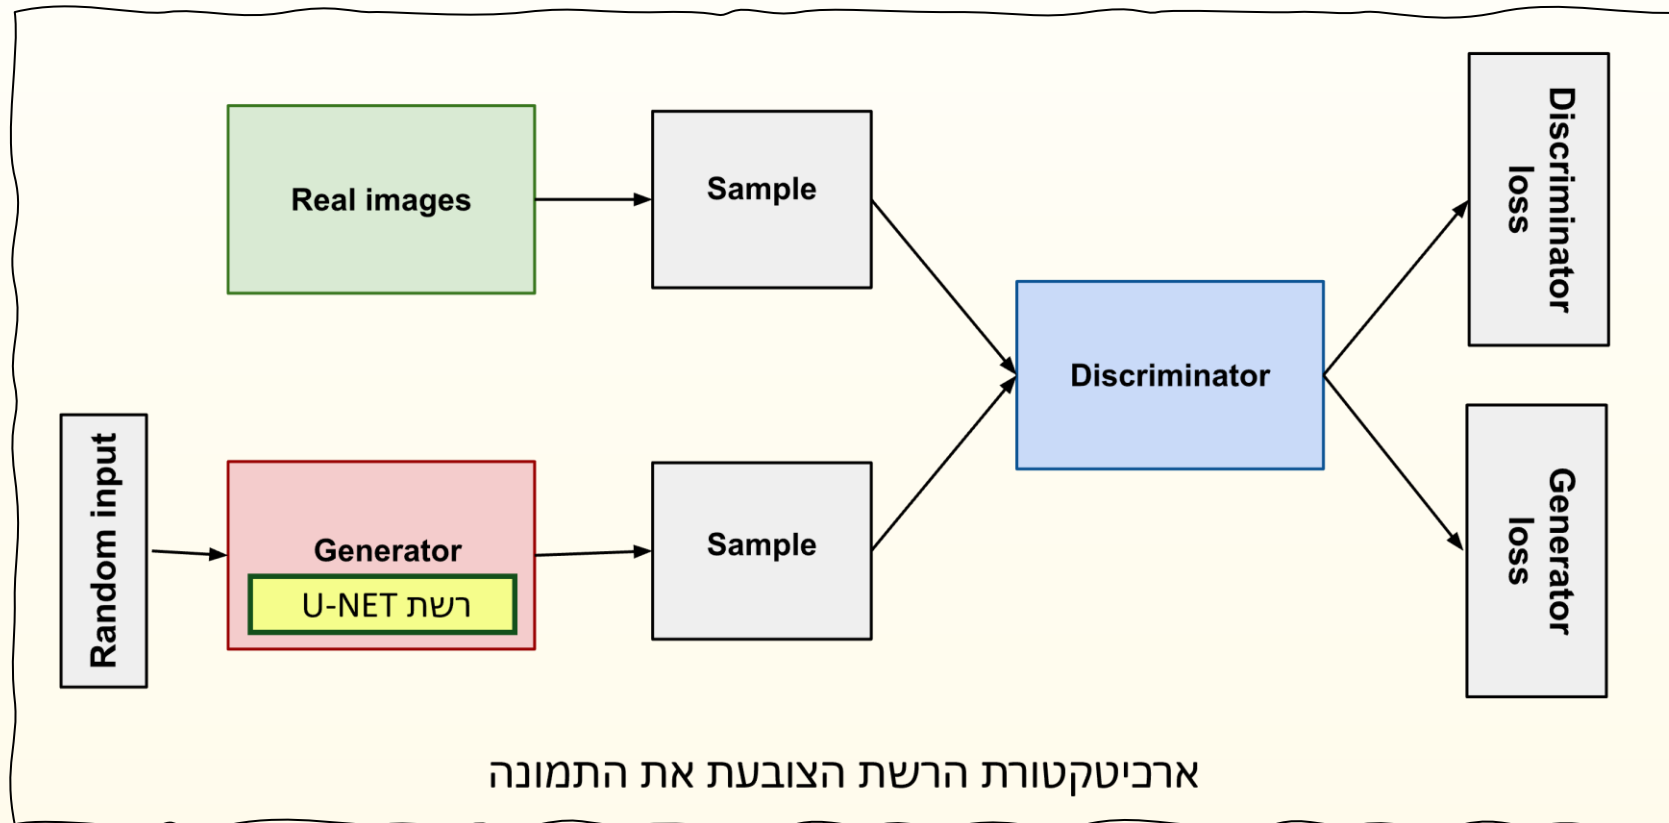 Real images
Sample
Discriminator
loss
Discriminator
Random input
Generator
רשת U-NET
Sample
Generator
loss
ארכיטקטורת הרשת הצובעת את התמונה